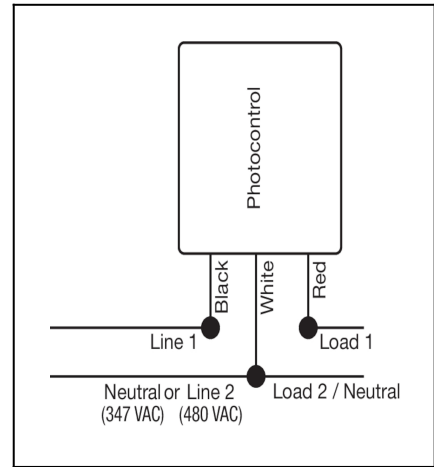 Photocontrol
Black
White
Red
Line 1
Load 1
Neutral or Line 2
(347 VAC) (480 VAC)
Load 2 / Neutral